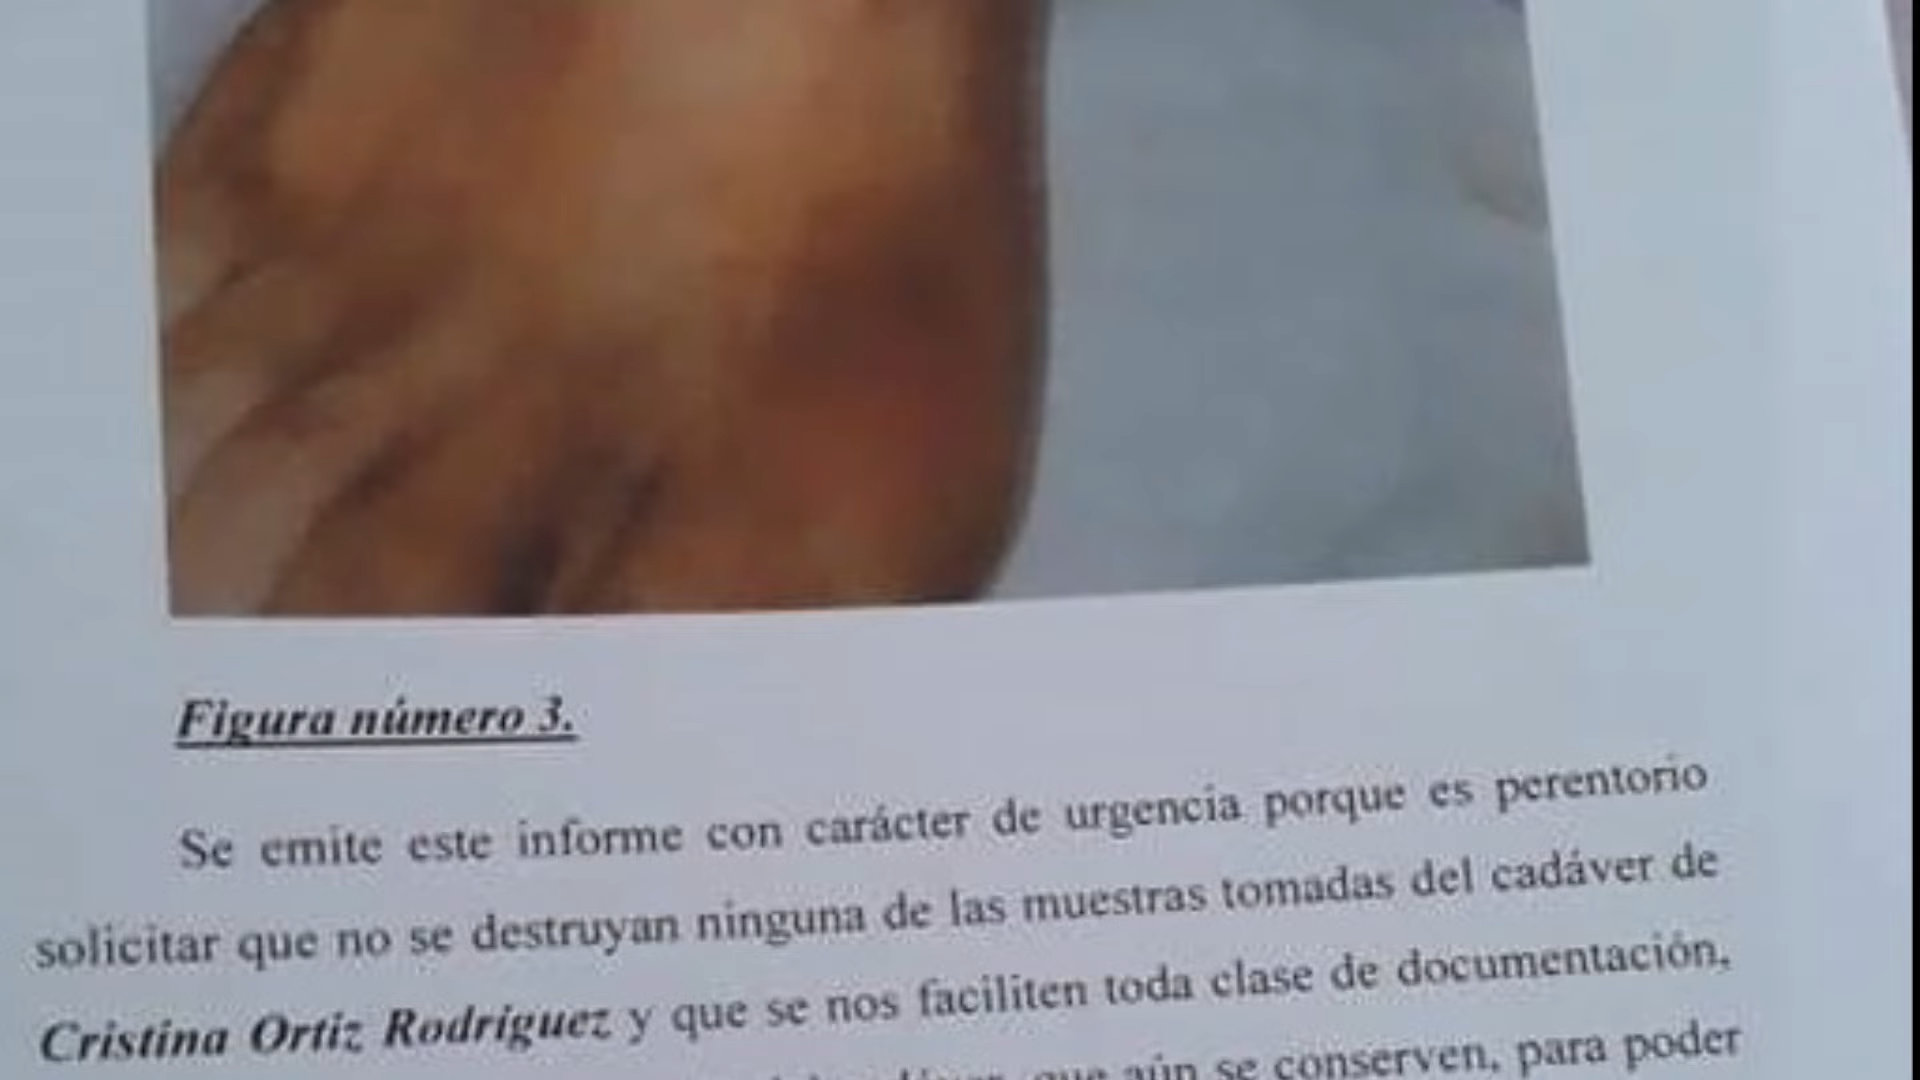 Figura número 3.
Se emite este informe con carácter de urgencia porque es perentorio
solicitar que no se destruyan ninguna de las muestras tomadas del cadáver de
Cristina Ortiz Rodriguez y que se nos faciliten toda clase de documentación,
que aún se conserven, para poder